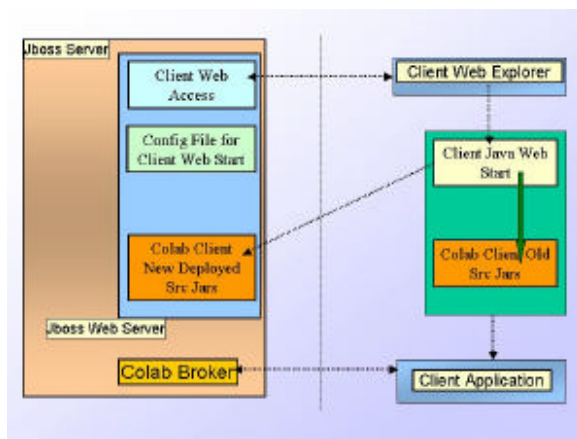 Jboss Server
Client Web
Access
Config File for
Client Web Start
Colab Client
New Deployed
Src Jars
Jboss Web Server
Colab Broker
Client Web Explorer
Client Java Web
Start
Colab Client Old
Src Jars
Client Application